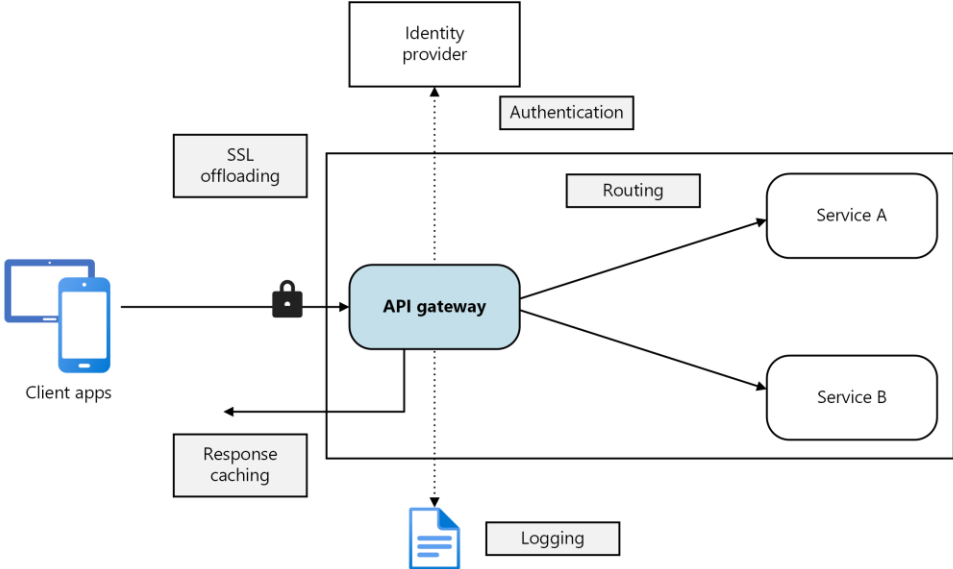 Identity
provider
Authentication
SSL
offloading
Routing
Service A
API gateway
Client apps
Service B
Response
caching
Logging